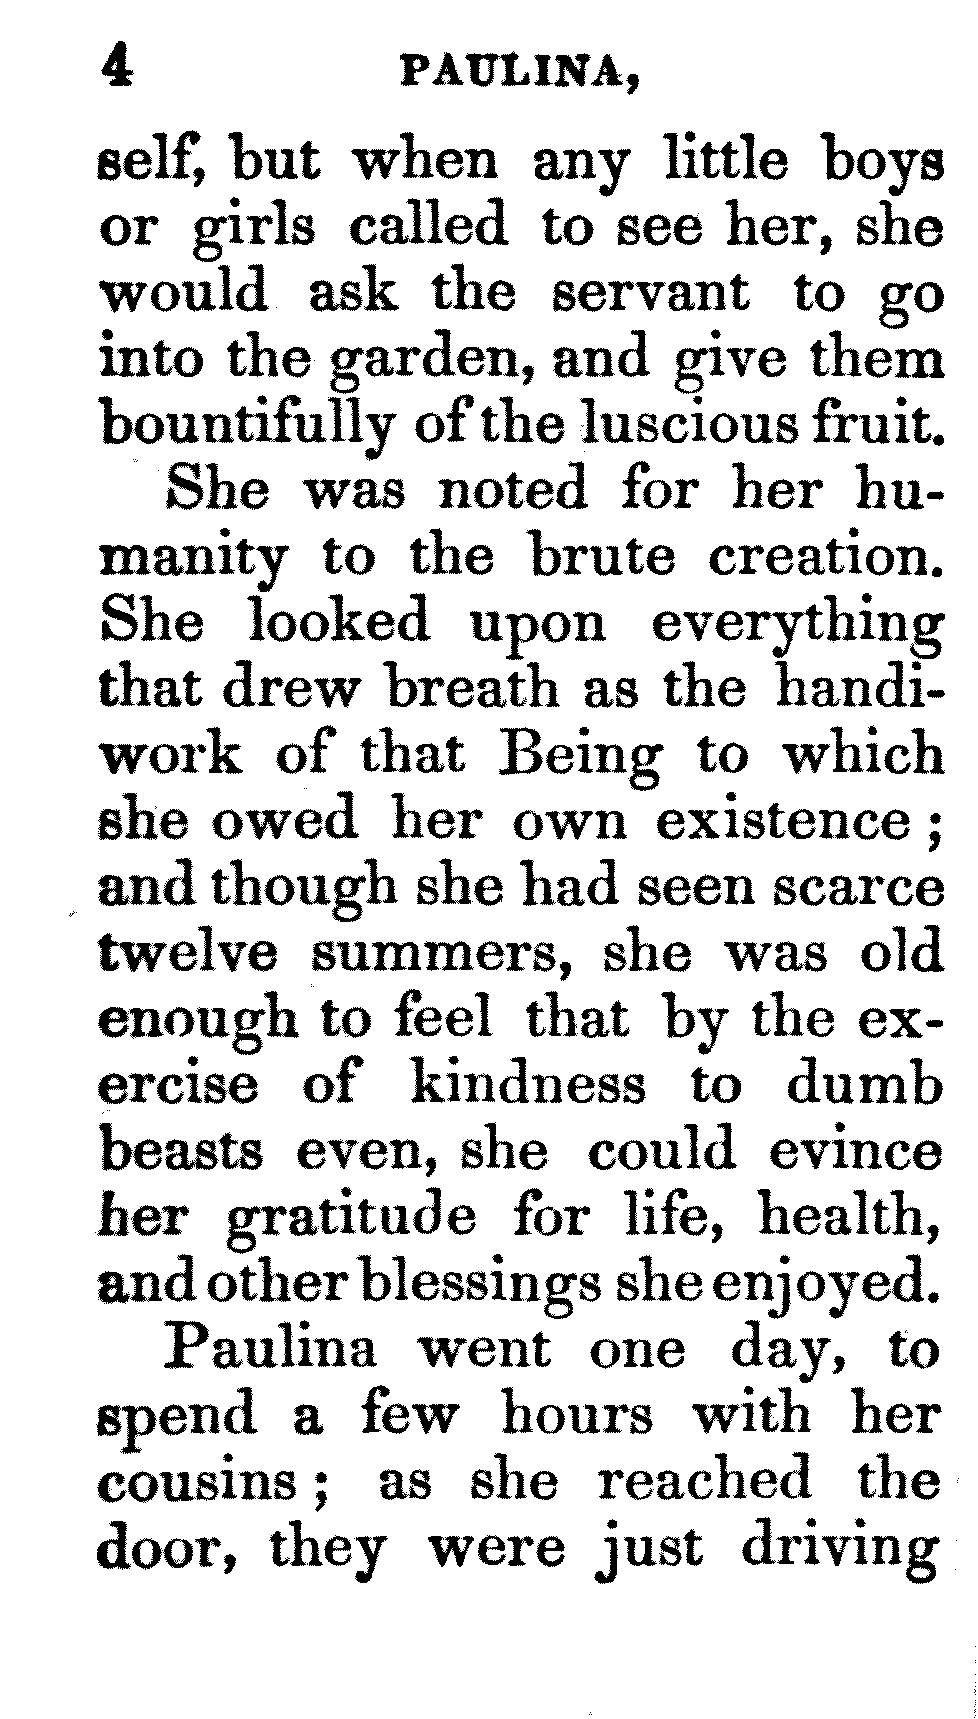 4 PAULINA,
self, but when any little boys
or girls called to see her, she
would ask the servant to go
into the garden, and give them
bountifully of the luscious fruit.
She was noted for her hu-
manity to the brute creation.
She looked upon everything
that drew breath as the handi-
work of that Being to which
she owed her own existence;
and though she had seen scarce
twelve summers, she was old
enough to feel that by the ex-
ercise of kindness to dumb
beasts even, she could evince
her gratitude for life, health,
and other blessings she enjoyed.
Paulina went one day, to
spend a few hours with her
cousins; as she reached the
door, they were just driving